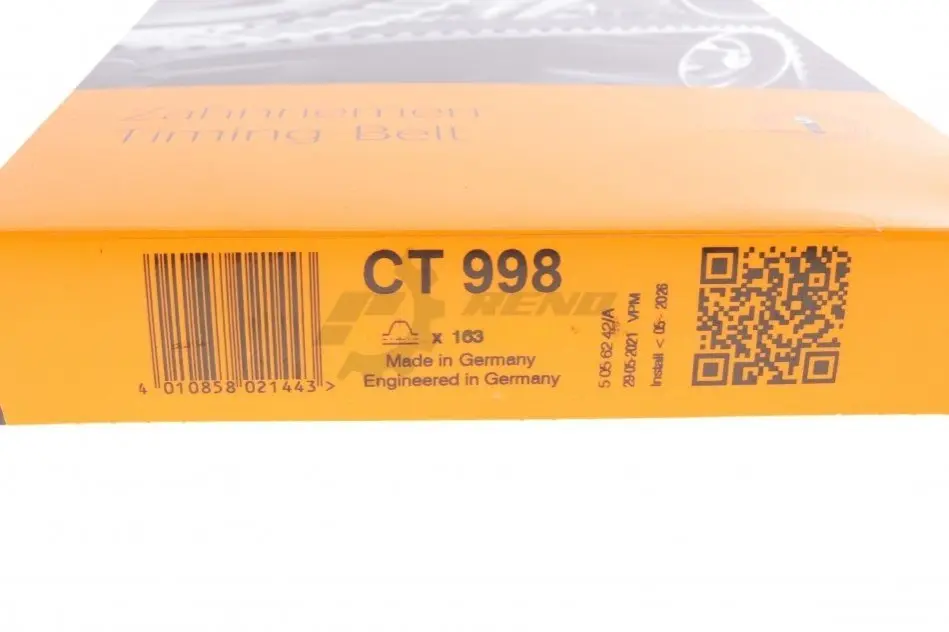 Zahnriemen
Timing Belt
CT 998
RENO
x 163
Made in Germany
Engineered in Germany
4 010858 021443 >
5 05 62 42/A
29-05-2021 VPM
Install < 05- 2026